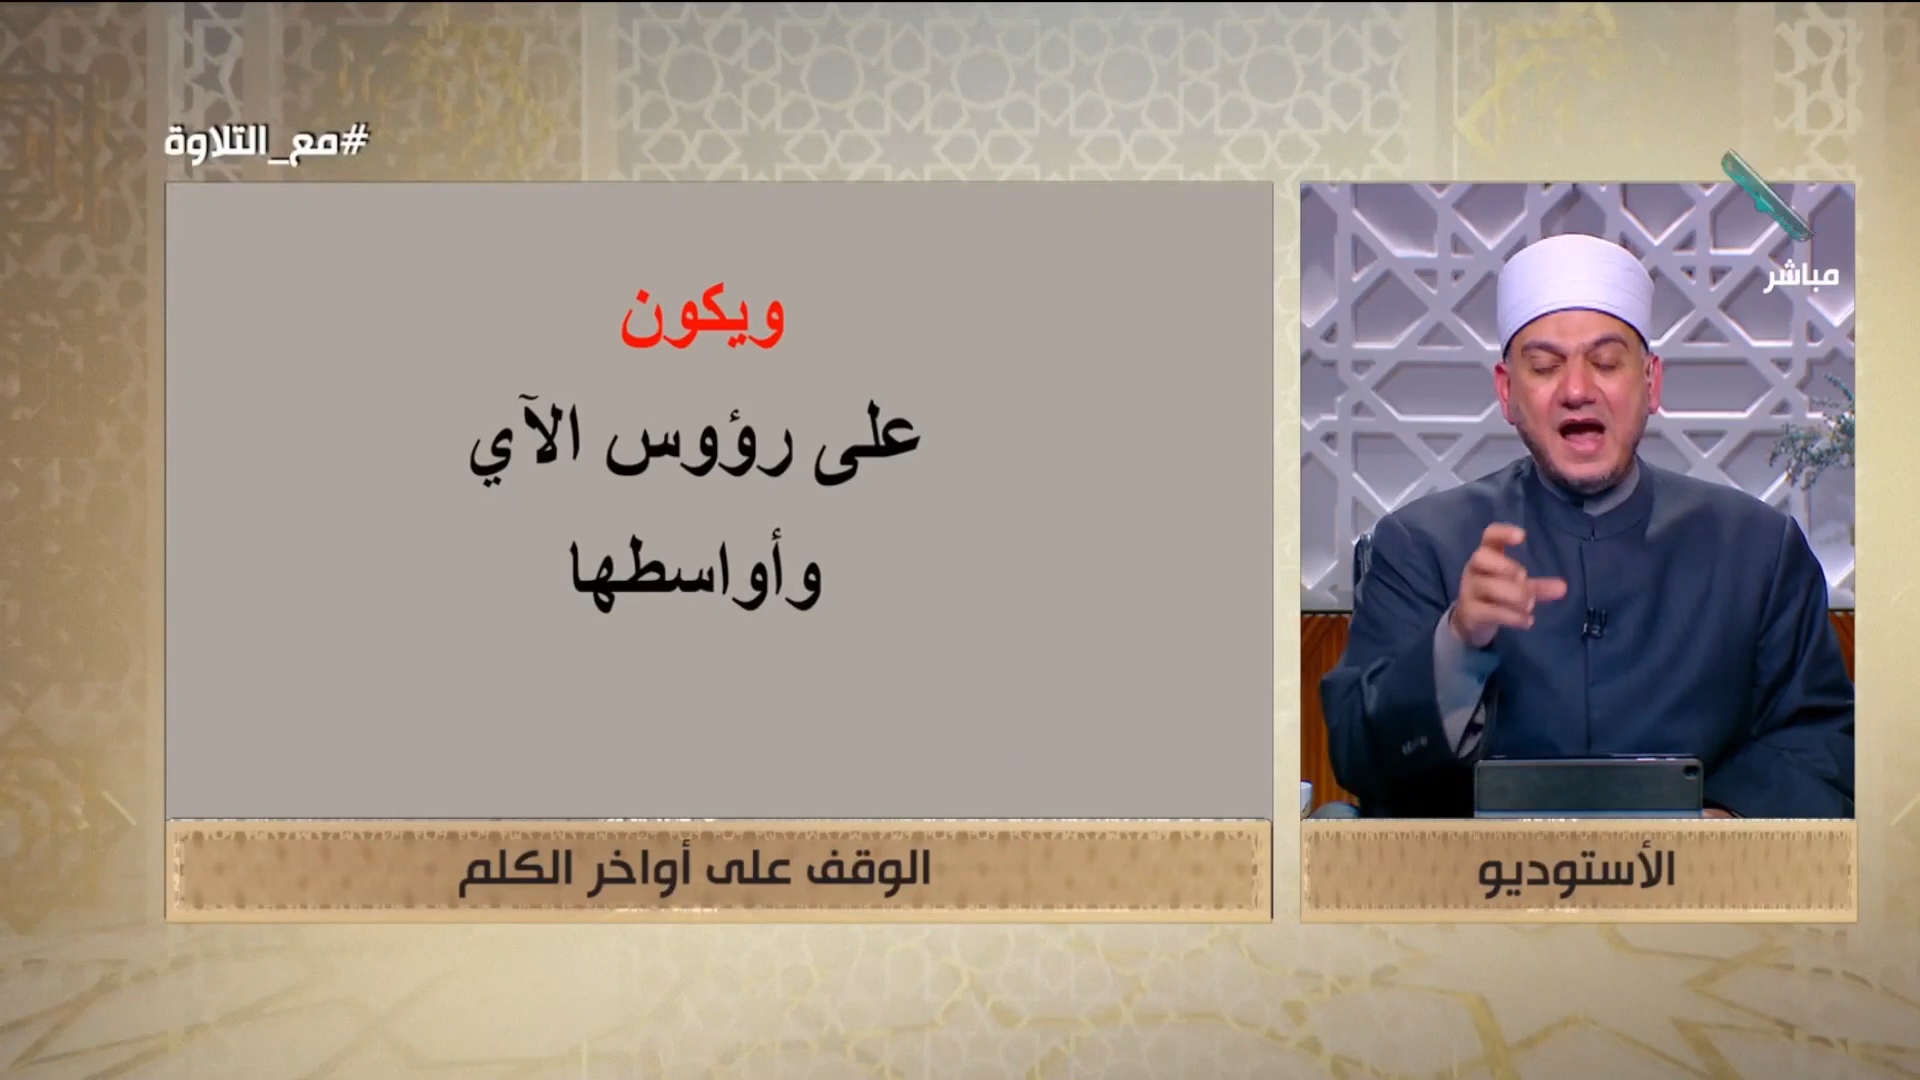 #مع_التلاوة
مباشر
ويكون
على رؤوس الآي
وأواسطها
الوقف على أواخر الكلم
الأستوديو